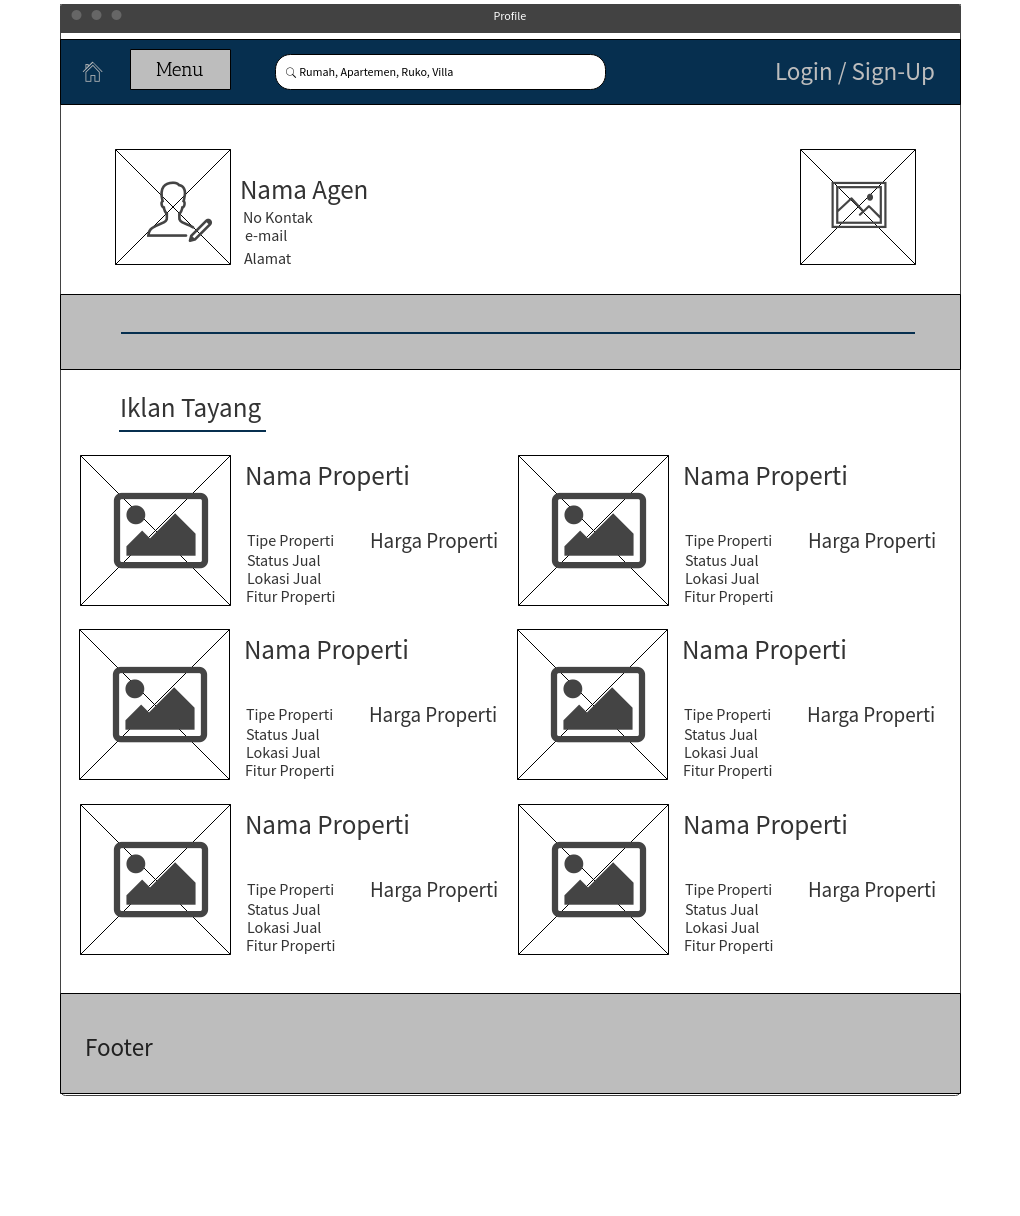 Profile
Menu
Rumah, Apartemen, Ruko, Villa
Login / Sign-Up
Nama Agen
No Kontak
e-mail
Alamat
Iklan Tayang
Nama Properti
Tipe Properti
Harga Properti
Status Jual
Lokasi Jual
Fitur Properti
Nama Properti
Tipe Properti
Harga Properti
Status Jual
Lokasi Jual
Fitur Properti
Nama Properti
Tipe Properti
Harga Properti
Status Jual
Lokasi Jual
Fitur Properti
Nama Properti
Tipe Properti
Harga Properti
Status Jual
Lokasi Jual
Fitur Properti
Nama Properti
Tipe Properti
Harga Properti
Status Jual
Lokasi Jual
Fitur Properti
Nama Properti
Tipe Properti
Harga Properti
Status Jual
Lokasi Jual
Fitur Properti
Footer